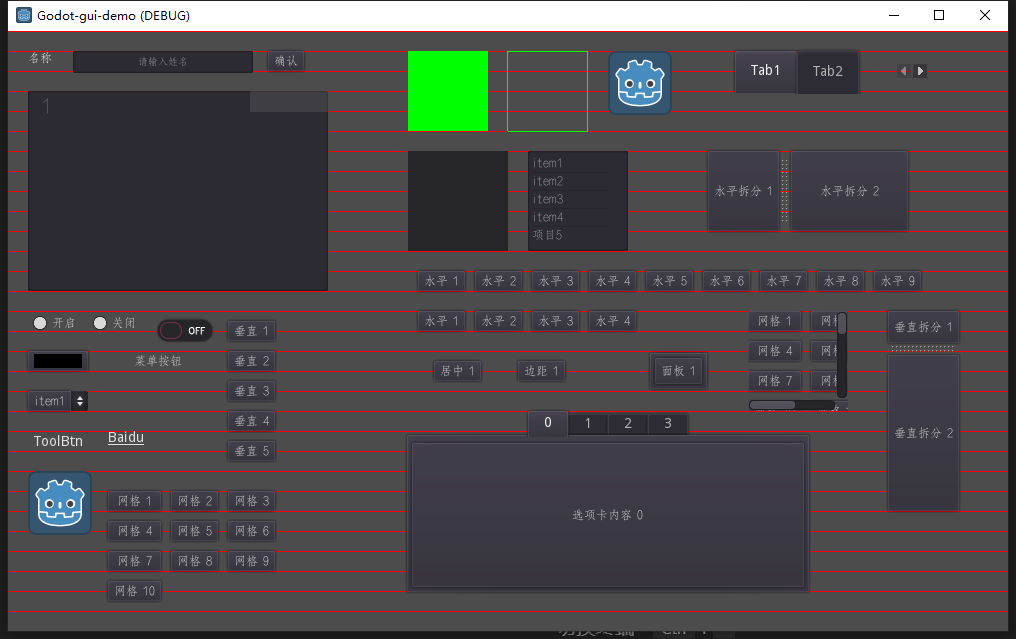 Godot-gui-demo (DEBUG)
名称 请输入姓名 确认
1
Tab1 Tab2
item1
item2
item3
item4
项目5
水平拆分 1 水平拆分 2
水平 1 水平 2 水平 3 水平 4 水平 5 水平 6 水平 7 水平 8 水平 9
水平 1 水平 2 水平 3 水平 4
开启 关闭 OFF
菜单按钮
item1
ToolBtn Baidu
垂直 1
垂直 2
垂直 3
垂直 4
垂直 5
居中 1 边距 1 面板 1
网格 1 网
网格 4 网
网格 7 网
垂直拆分 1
垂直拆分 2
0 1 2 3
选项卡内容 0
网格 1 网格 2 网格 3
网格 4 网格 5 网格 6
网格 7 网格 8 网格 9
网格 10